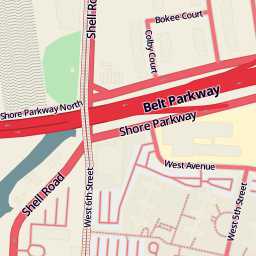 Shell Ro
Bokee Court
Colby Court
Belt Parkway
Shore Parkway North
Shore Parkway
West Avenue
Shell Road
West 6th Street
West 5th Street